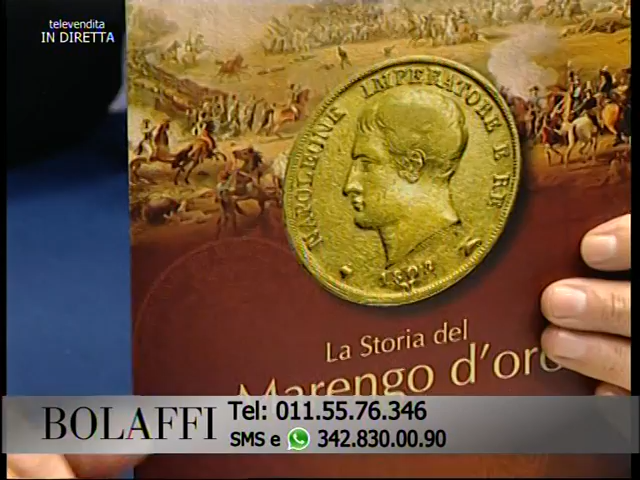 televendita
IN DIRETTA
NAPOLEONE IMPERATORE E RE
1808
La Storia del
Marengo d'oro
BOLAFFI
Tel: 011.55.76.346
SMS e 342.830.00.90